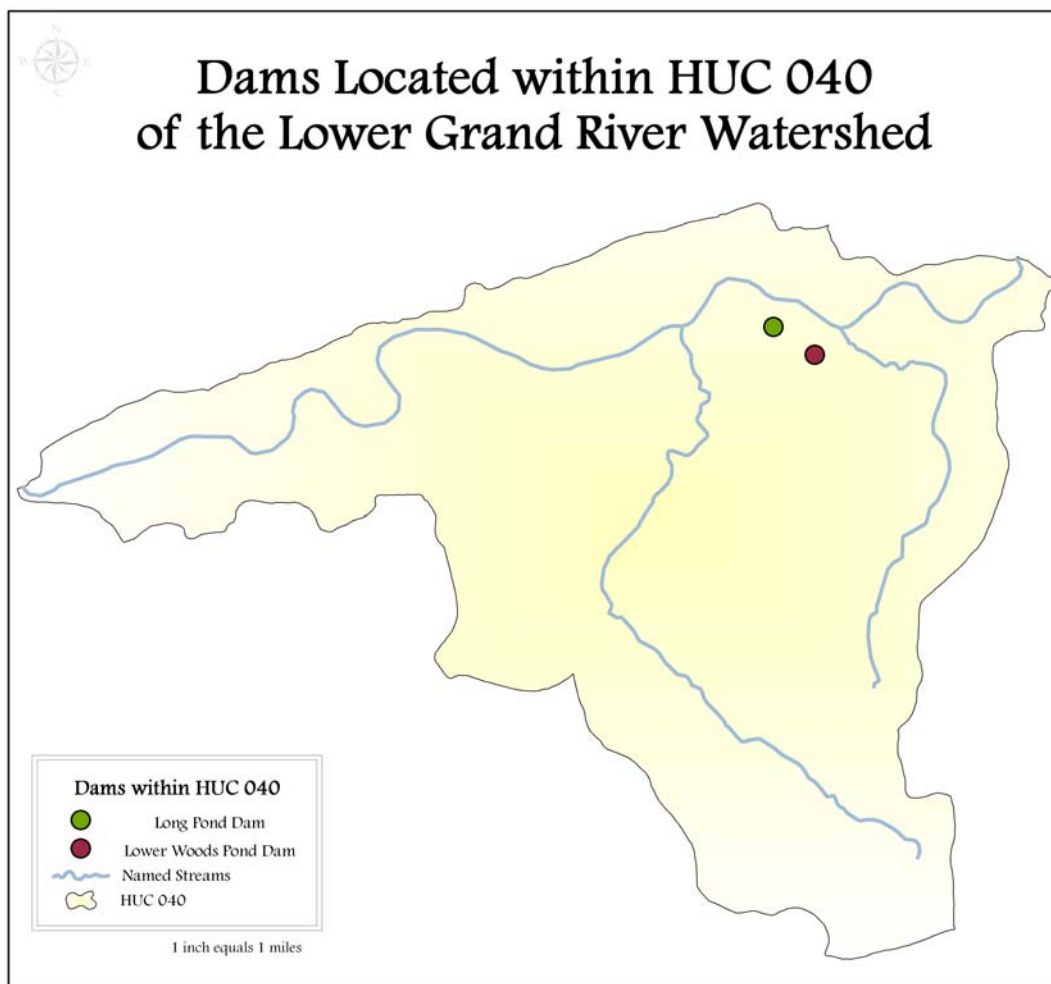 N
W E
S
Dams Located within HUC 040
of the Lower Grand River Watershed
Dams within HUC 040
Long Pond Dam
Lower Woods Pond Dam
Named Streams
HUC 040
1 inch equals 1 miles